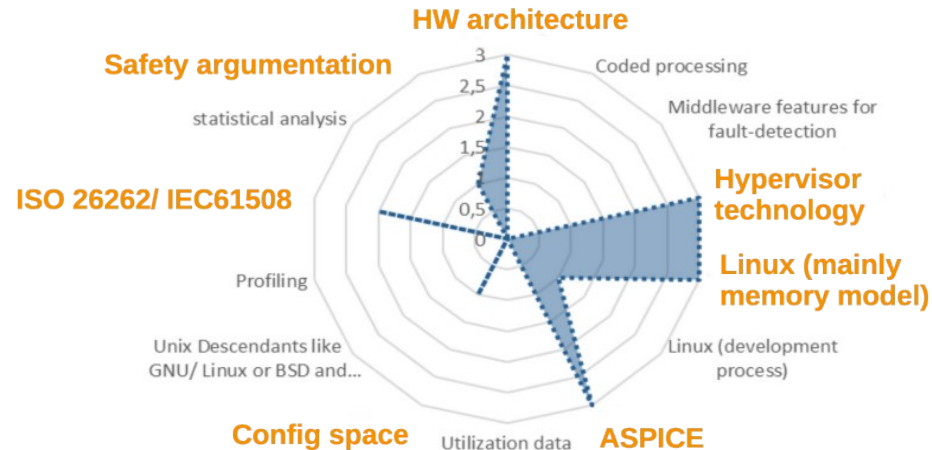 HW architecture
Safety argumentation
3
Coded processing
2,5
Middleware features for
fault-detection
statistical analysis
2
1,5
ISO 26262/ IEC61508
1
Hypervisor
technology
0,5
0
Linux (mainly
memory model)
Profiling
Unix Descendants like
GNU/ Linux or BSD and...
Linux (development
process)
Config space
Utilization data
ASPICE